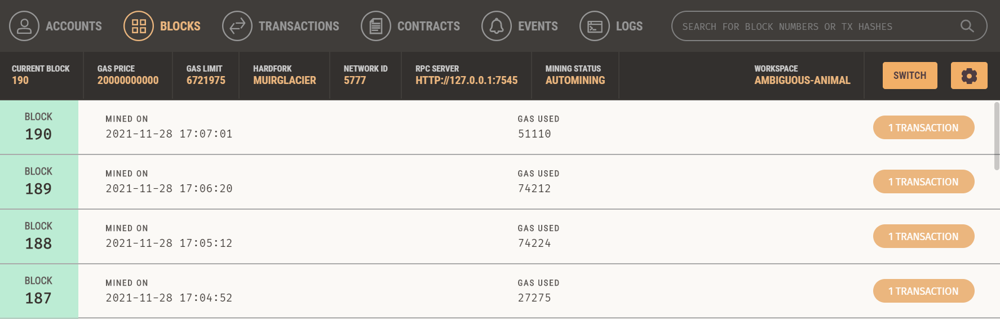 ACCOUNTS BLOCKS TRANSACTIONS CONTRACTS EVENTS LOGS SEARCH FOR BLOCK NUMBERS OR TX HASHES
CURRENT BLOCK GAS PRICE GAS LIMIT HARDFORK NETWORK ID RPC SERVER MINING STATUS WORKSPACE
190 20000000000 6721975 MUIRGLACIER 5777 HTTP://127.0.0.1:7545 AUTOMINING AMBIGUOUS-ANIMAL SWITCH
BLOCK MINED ON GAS USED
190 2021-11-28 17:07:01 51110 1 TRANSACTION
BLOCK MINED ON GAS USED
189 2021-11-28 17:06:20 74212 1 TRANSACTION
BLOCK MINED ON GAS USED
188 2021-11-28 17:05:12 74224 1 TRANSACTION
BLOCK MINED ON GAS USED
187 2021-11-28 17:04:52 27275 1 TRANSACTION